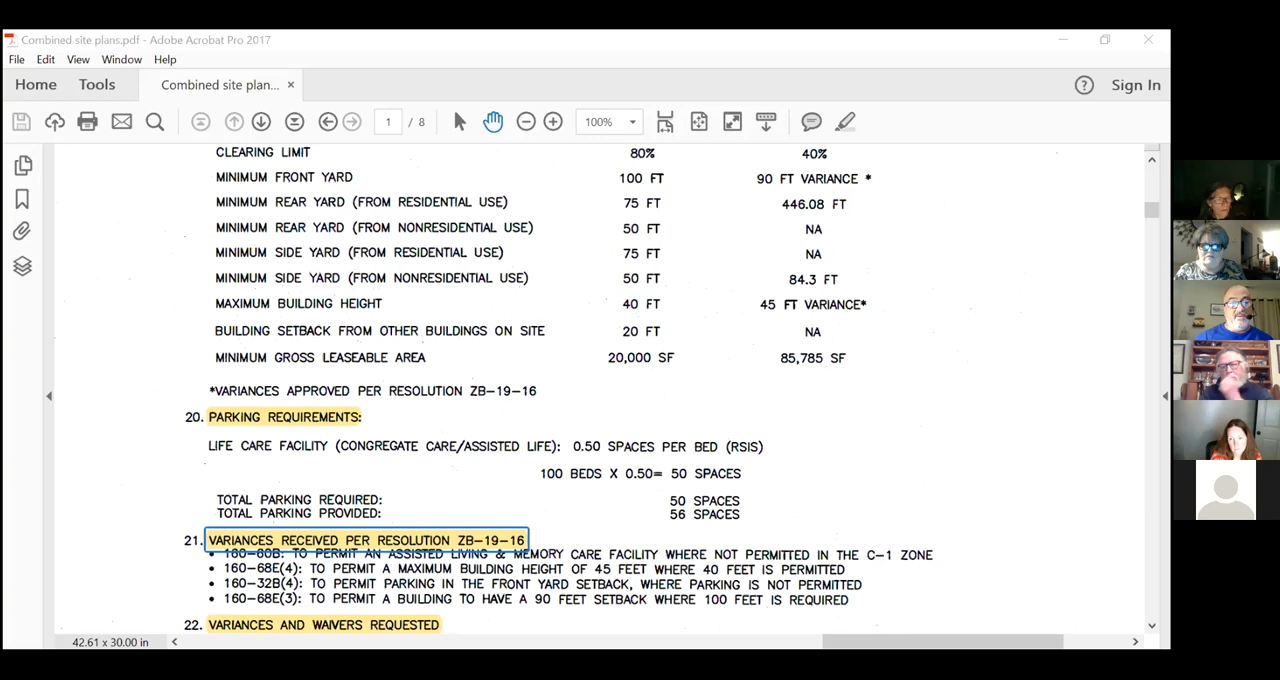 Combined site plans.pdf - Adobe Acrobat Pro 2017
File Edit View Window Help
Home Tools Combined site plan... × ? Sign In
1 / 8 100%
CLEARING LIMIT 80% 40%
MINIMUM FRONT YARD 100 FT 90 FT VARIANCE *
MINIMUM REAR YARD (FROM RESIDENTIAL USE) 75 FT 446.08 FT
MINIMUM REAR YARD (FROM NONRESIDENTIAL USE) 50 FT NA
MINIMUM SIDE YARD (FROM RESIDENTIAL USE) 75 FT NA
MINIMUM SIDE YARD (FROM NONRESIDENTIAL USE) 50 FT 84.3 FT
MAXIMUM BUILDING HEIGHT 40 FT 45 FT VARIANCE*
BUILDING SETBACK FROM OTHER BUILDINGS ON SITE 20 FT NA
MINIMUM GROSS LEASEABLE AREA 20,000 SF 85,785 SF
*VARIANCES APPROVED PER RESOLUTION ZB-19-16
20. PARKING REQUIREMENTS:
LIFE CARE FACILITY (CONGREGATE CARE/ASSISTED LIFE): 0.50 SPACES PER BED (RSIS)
100 BEDS X 0.50= 50 SPACES
TOTAL PARKING REQUIRED: 50 SPACES
TOTAL PARKING PROVIDED: 56 SPACES
21. VARIANCES RECEIVED PER RESOLUTION ZB-19-16
• 160-60B: TO PERMIT AN ASSISTED LIVING & MEMORY CARE FACILITY WHERE NOT PERMITTED IN THE C-1 ZONE
• 160-68E(4): TO PERMIT A MAXIMUM BUILDING HEIGHT OF 45 FEET WHERE 40 FEET IS PERMITTED
• 160-32B(4): TO PERMIT PARKING IN THE FRONT YARD SETBACK, WHERE PARKING IS NOT PERMITTED
• 160-68E(3): TO PERMIT A BUILDING TO HAVE A 90 FEET SETBACK WHERE 100 FEET IS REQUIRED
22. VARIANCES AND WAIVERS REQUESTED
42.61 x 30.00 in